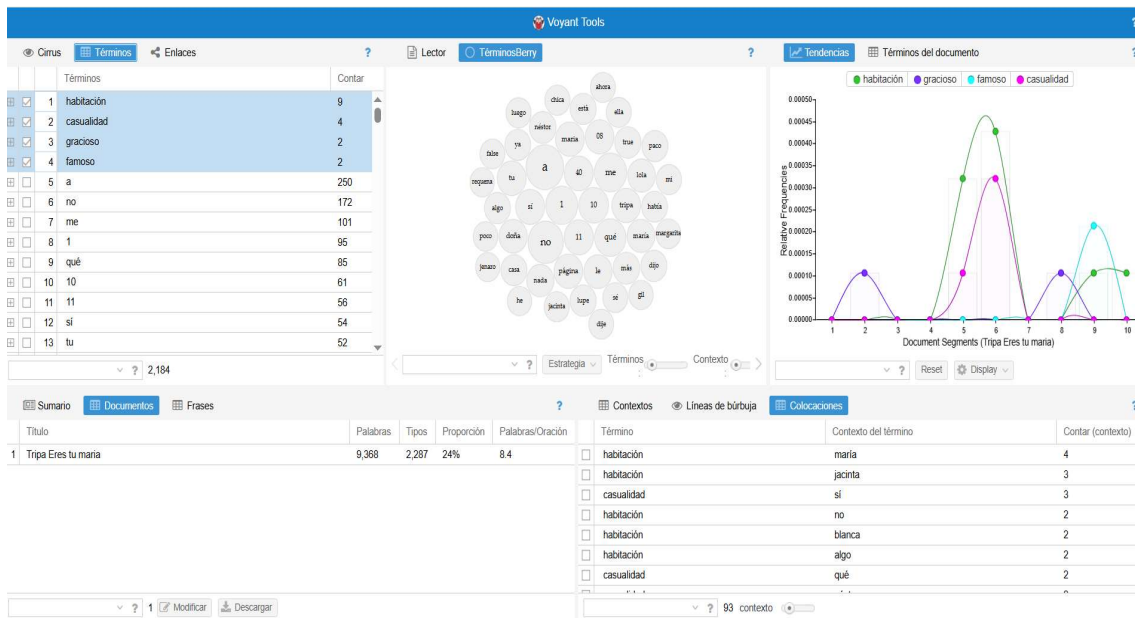 Voyant Tools
Cirrus Términos Enlaces ?
Términos Contar
1 habitación 9
2 casualidad 4
3 gracioso 2
4 famoso 2
5 a 250
6 no 172
7 me 101
8 1 95
9 qué 85
10 10 61
11 11 56
12 sí 54
13 tu 52
? 2,184
Lector TérminosBerry ?
ahora
chica está
luego ella
néstor maría 08
ya true paco
false
a 40 me lola
requena tu mi
algo sí 1 10 tripa había
poco doña no 11 qué maria margarita
jenaro casa página le más dijo
nada
he jacinta lupe sé gil
dije
? Estrategia Términos Contexto
Tendencias Términos del documento ?
habitación gracioso famoso casualidad
Relative Frequencies
0.00050
0.00045
0.00040
0.00035
0.00030
0.00025
0.00020
0.00015
0.00010
0.00005
0.00000
1 2 3 4 5 6 7 8 9 10
Document Segments (Tripa Eres tu maria)
? Reset Display
Sumario Documentos Frases ?
Título Palabras Tipos Proporción Palabras/Oración
1 Tripa Eres tu maria 9,368 2,287 24% 8.4
? 1 Modificar Descargar
Contextos Líneas de búrbuja Colocaciones ?
Término Contexto del término Contar (contexto)
habitación maría 4
habitación jacinta 3
casualidad sí 3
habitación no 2
habitación blanca 2
habitación algo 2
casualidad qué 2
? 93 contexto